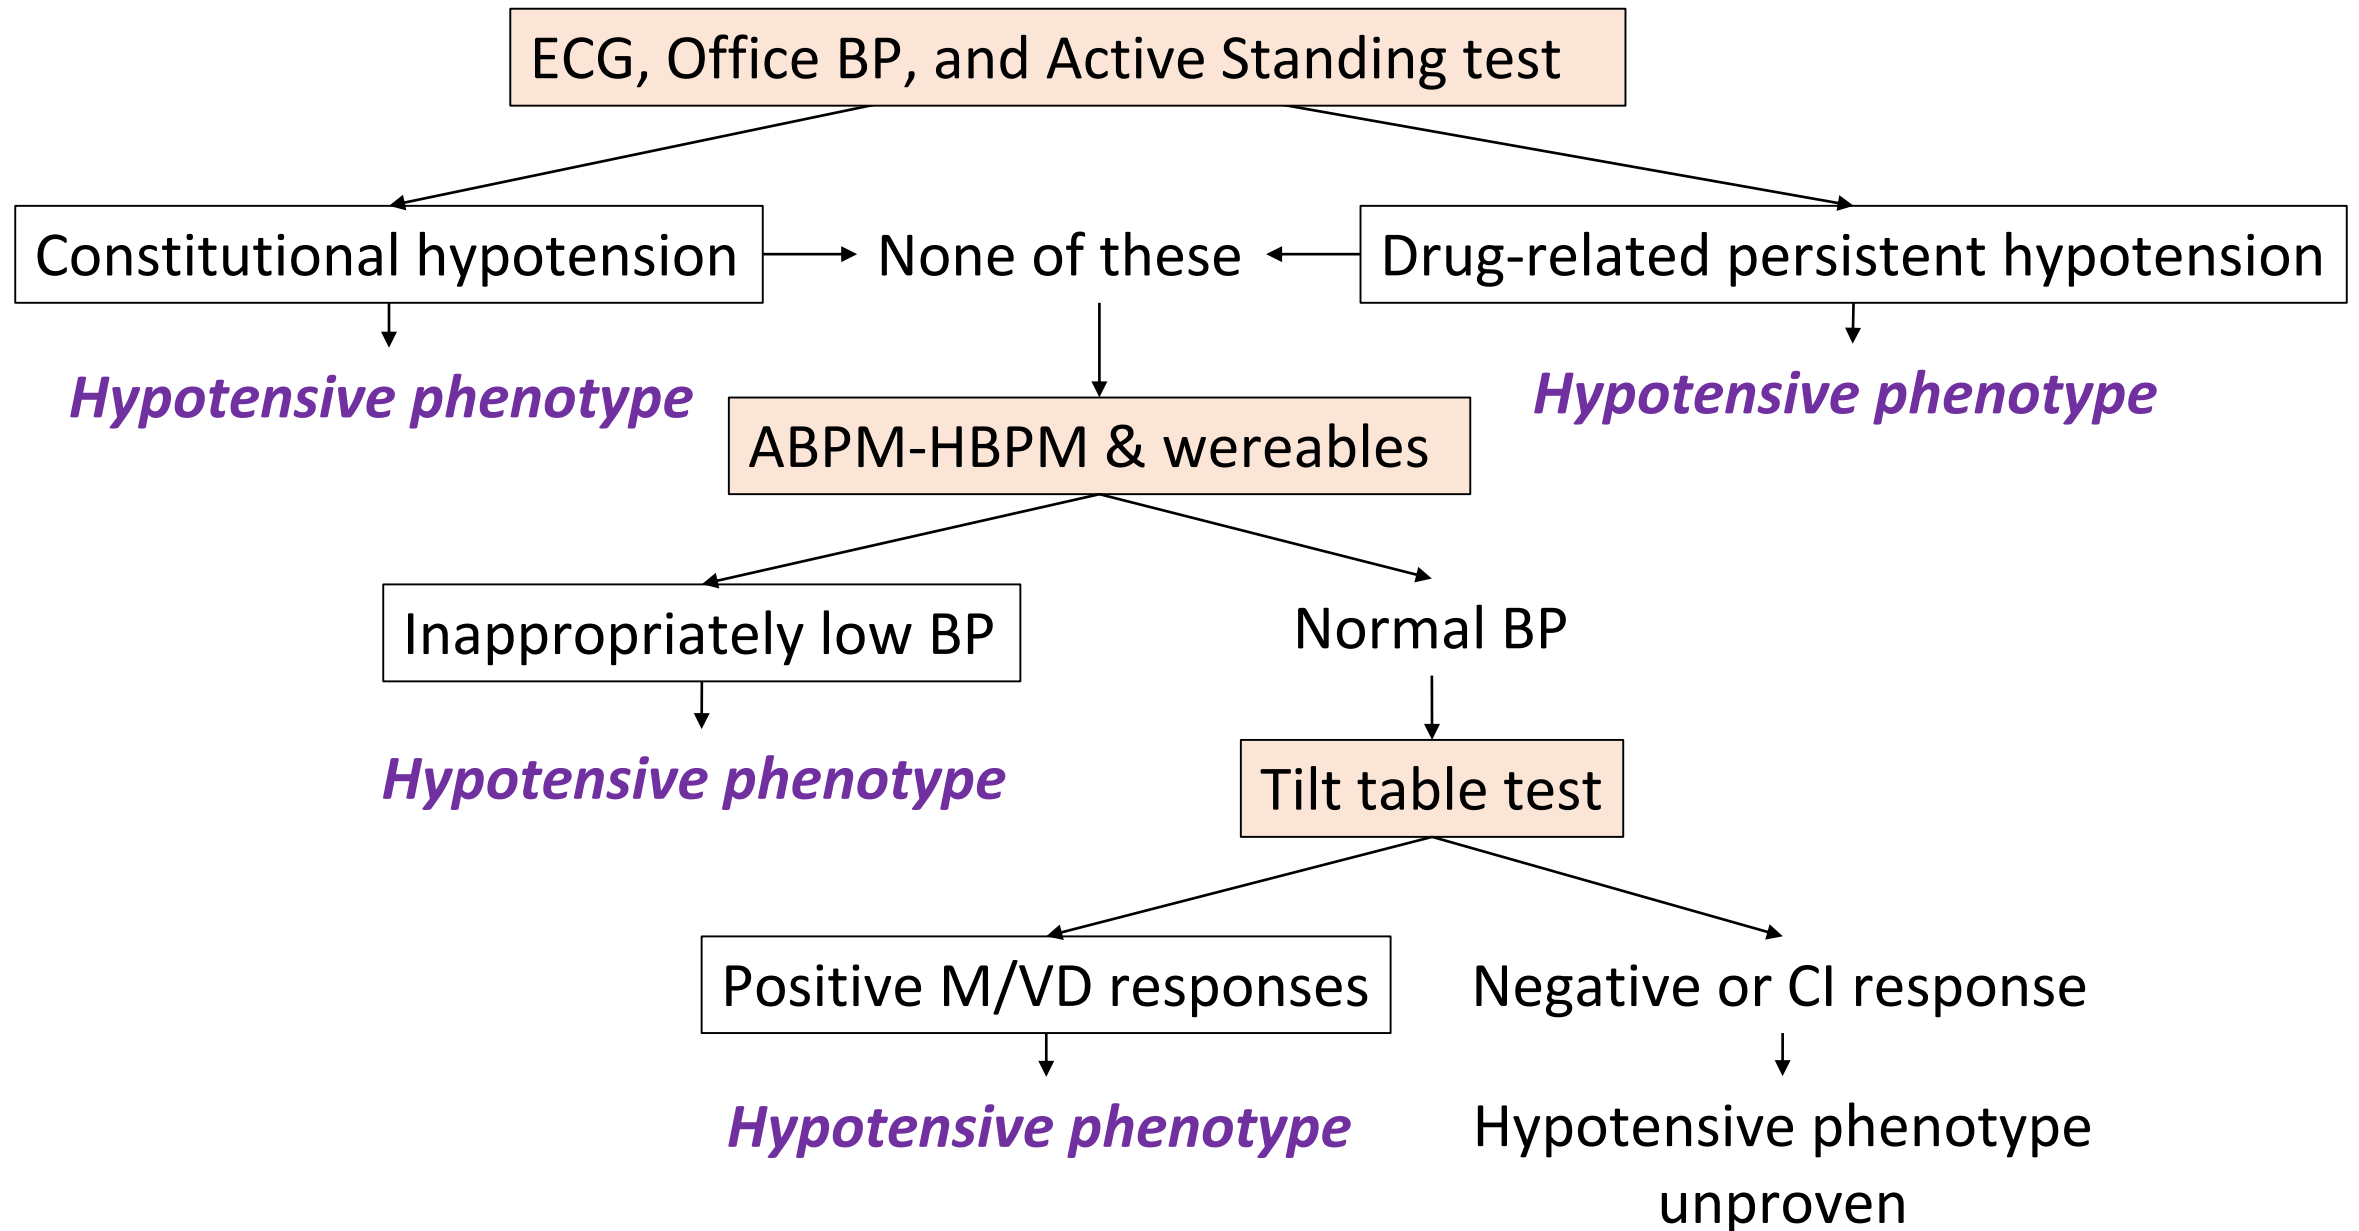 ECG, Office BP, and Active Standing test
Constitutional hypotension
None of these
Drug-related persistent hypotension
Hypotensive phenotype
Hypotensive phenotype
ABPM-HBPM & wereables
Inappropriately low BP
Normal BP
Hypotensive phenotype
Tilt table test
Positive M/VD responses
Negative or CI response
Hypotensive phenotype
Hypotensive phenotype
unproven